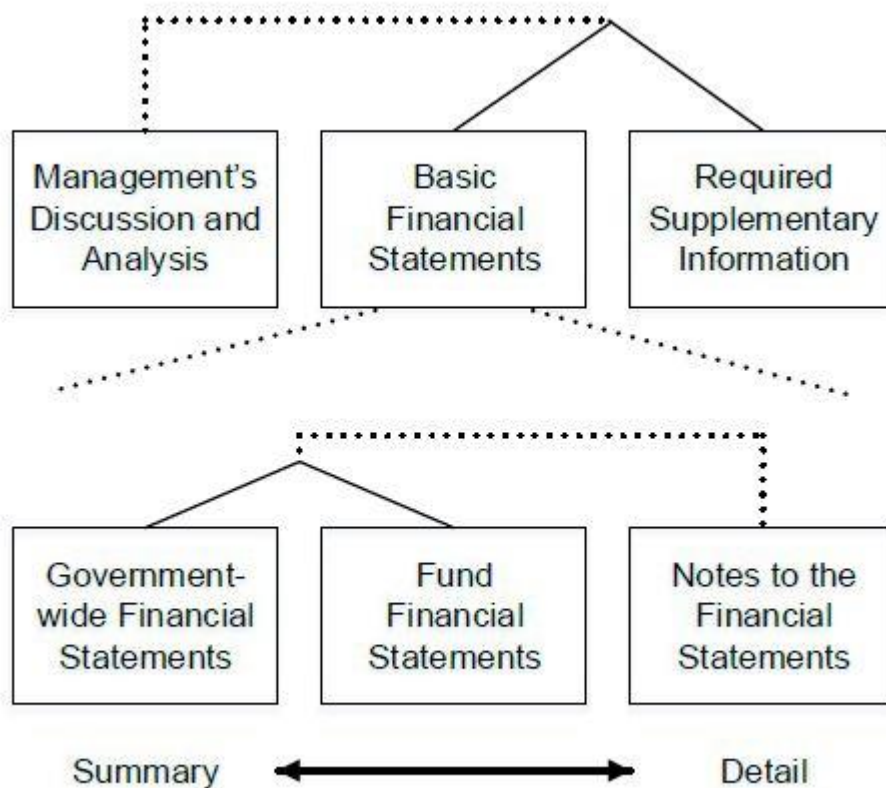 Management's
Discussion and
Analysis
Basic
Financial
Statements
Required
Supplementary
Information
Government-
wide Financial
Statements
Fund
Financial
Statements
Notes to the
Financial
Statements
Summary
Detail